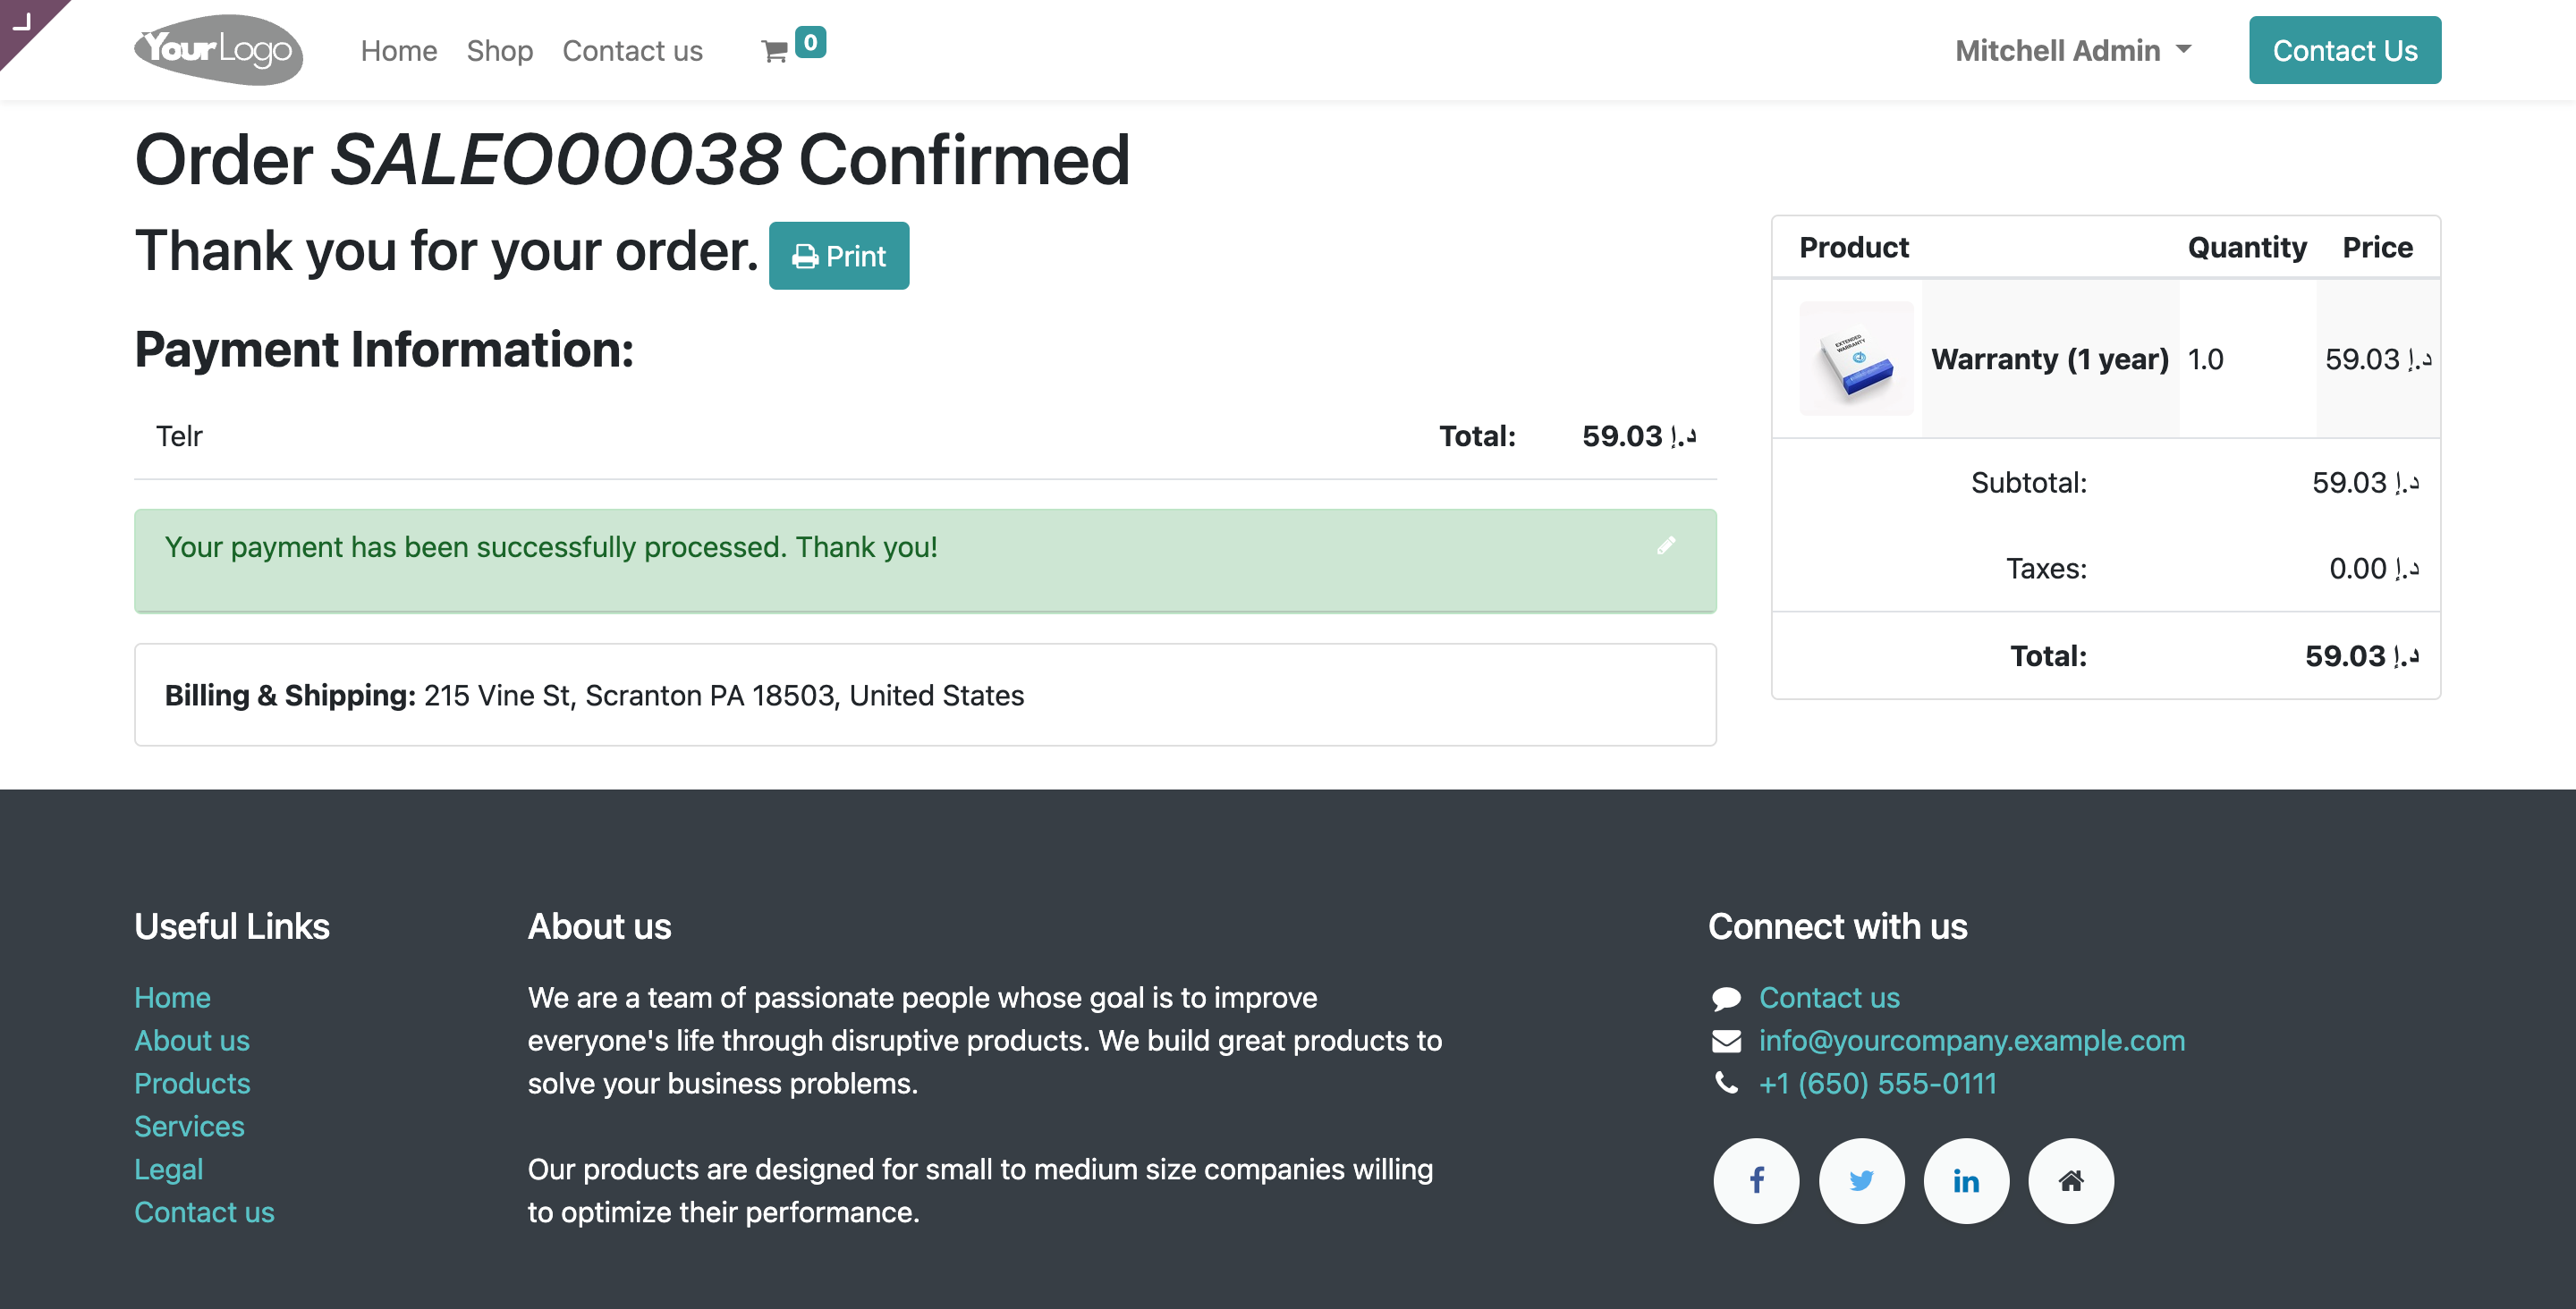 YourLogo
Home Shop Contact us 0
Mitchell Admin
Contact Us
Order SALEO00038 Confirmed
Thank you for your order. Print
Payment Information:
Telr Total: 59.03 د.إ
Your payment has been successfully processed. Thank you!
Billing & Shipping: 215 Vine St, Scranton PA 18503, United States
Product Quantity Price
EXTENDED
WARRANTY
Warranty (1 year) 1.0 59.03 د.إ
Subtotal: 59.03 د.إ
Taxes: 0.00 د.إ
Total: 59.03 د.إ
Useful Links
Home
About us
Products
Services
Legal
Contact us
About us
We are a team of passionate people whose goal is to improve
everyone's life through disruptive products. We build great products to
solve your business problems.
Our products are designed for small to medium size companies willing
to optimize their performance.
Connect with us
Contact us
info@yourcompany.example.com
+1 (650) 555-0111